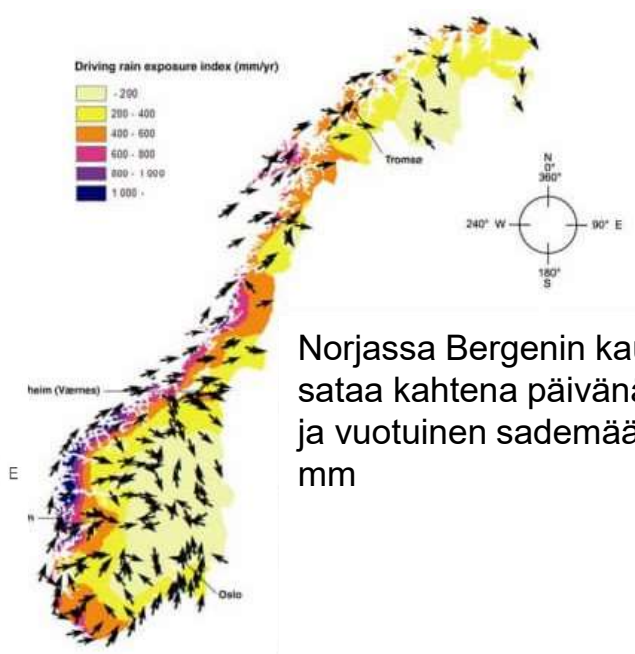 Driving rain exposure index (mm/yr)
- 200
200 - 400
400 - 600
600 - 800
800 - 1 000
1 000 -
Tromsø
N
0°
360°
240° W
90° E
180°
S
Norjassa Bergenin kau
sataa kahtena päivänä
ja vuotuinen sademää
mm
heim (Værnes)
E
n
Oslo